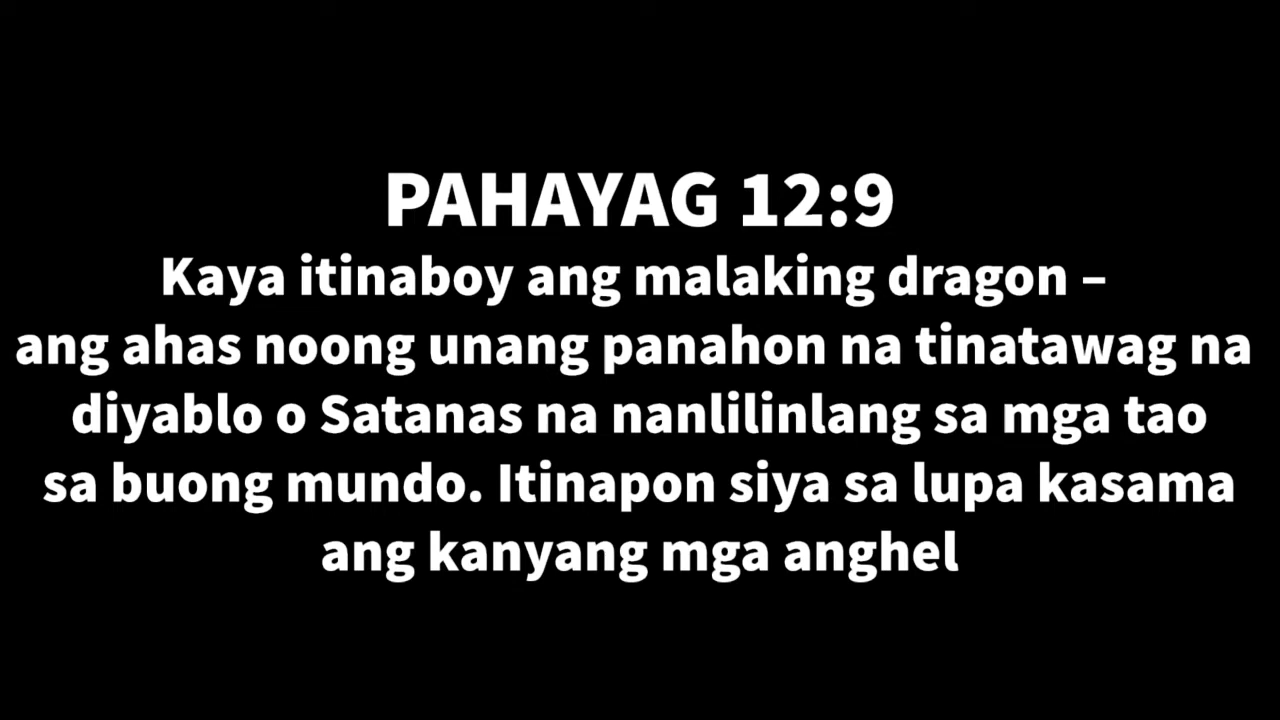 PAHAYAG 12:9
Kaya itinaboy ang malaking dragon –
ang ahas noong unang panahon na tinatawag na
diyablo o Satanas na nanlilinlang sa mga tao
sa buong mundo. Itinapon siya sa lupa kasama
ang kanyang mga anghel